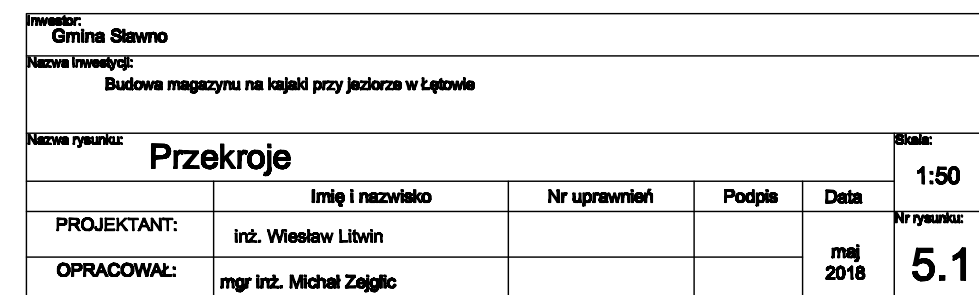 Inwestor:
Gmina Sławno
Nazwa inwestycji:
Budowa magazynu na kajaki przy jeziorze w Łętowie
Nazwa rysunku:
Przekroje
Skala:
1:50
Imię i nazwisko Nr uprawnień Podpis Data
Nr rysunku:
PROJEKTANT: inż. Wiesław Litwin
maj
2018
5.1
OPRACOWAŁ: mgr inż. Michał Zejglic